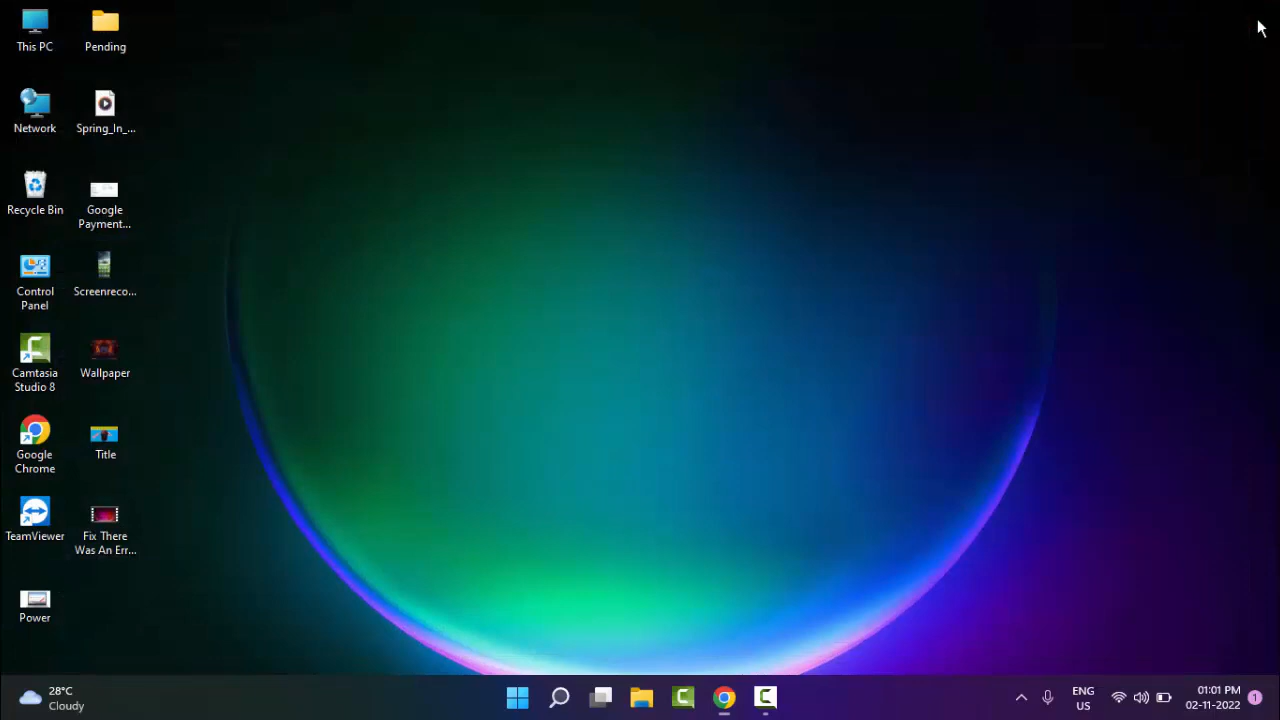 This PC
Pending
Network
Spring_In_...
Recycle Bin
Google
Payment...
Control
Panel
Screenreco...
Camtasia
Studio 8
Wallpaper
Google
Chrome
Title
TeamViewer
Fix There
Was An Err...
Power
28°C
Cloudy
ENG
US
01:01 PM
02-11-2022
1